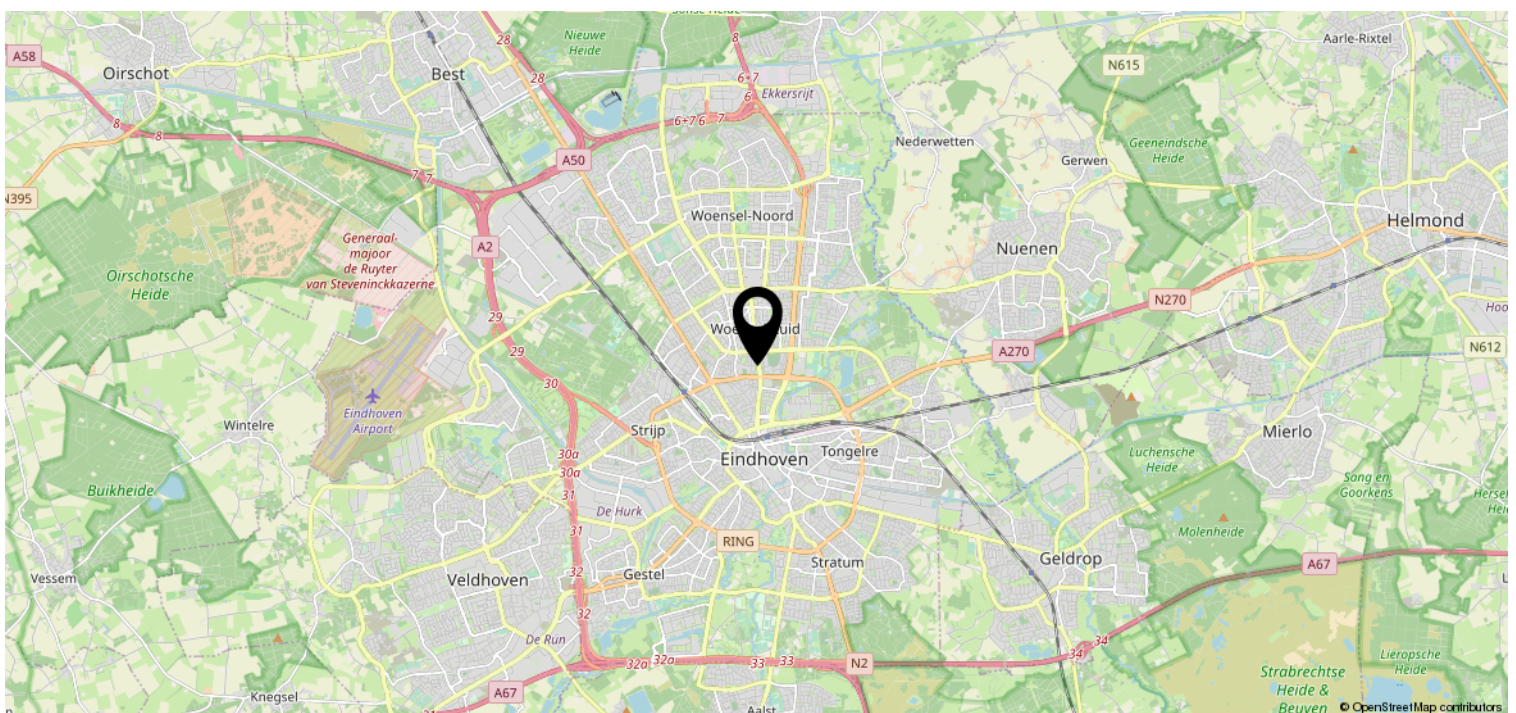 Nieuwe
Heide
28
8
A58
Oirschot
Best
28
6+7
6
Ekkersrijt
N615
Aarle-Rixtel
8
8
6+7 6
7
A50
Nederwetten
Gerwen
Geeneindsche
Heide
7
7
N395
Woensel-Noord
Helmond
Generaal-
majoor
de Ruyter
van Steveninckkazerne
A2
Nuenen
Oirschotsche
Heide
29
N270
29
A270
N612
30
Eindhoven
Airport
Wintelre
Strijp
Mierlo
Eindhoven
Tongelre
30a
30a
Luchensche
Heide
Buikheide
31
De Hurk
Sang en
Goorkens
31
RING
Molenheide
Vessem
Veldhoven
32
Gestel
Stratum
Geldrop
A67
32
De Run
34
34
32a
32a
33
33
N2
Lieropsche
Heide
Knegsel
A67
Aalst
Strabrechtse
Heide &
Beuven
© OpenStreetMap contributors